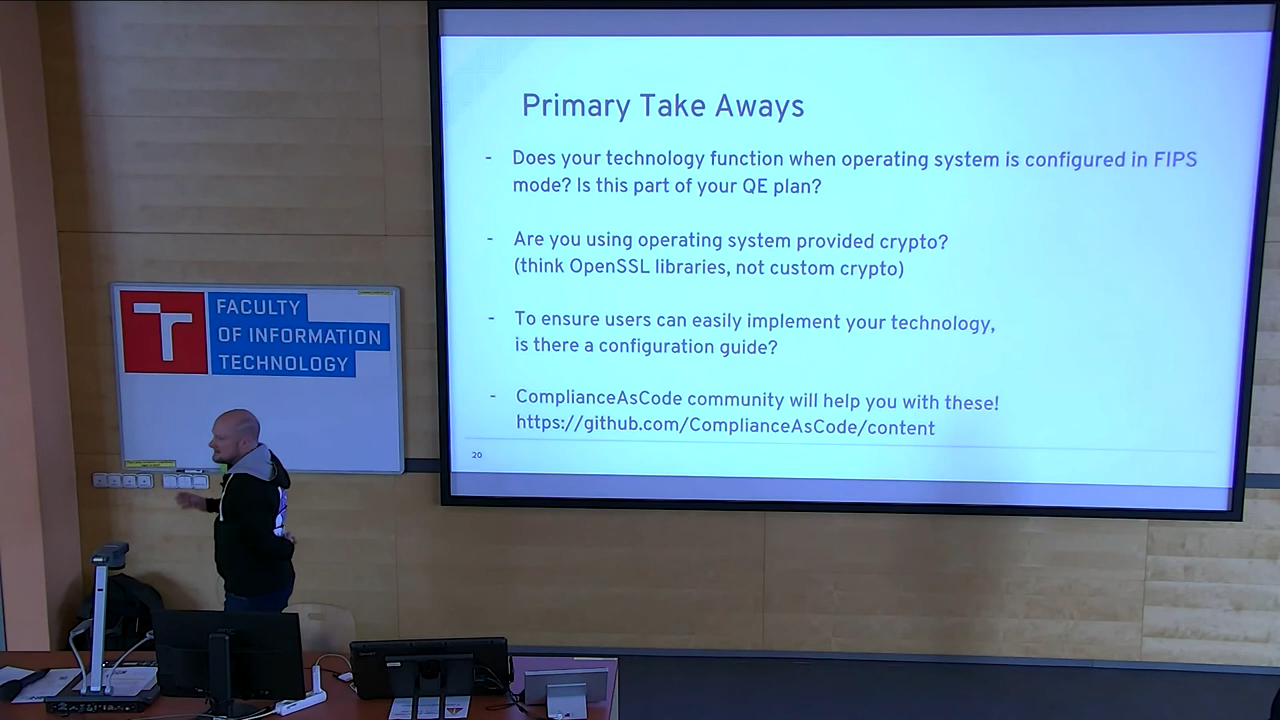 Primary Take Aways
- Does your technology function when operating system is configured in FIPS
mode? Is this part of your QE plan?
- Are you using operating system provided crypto?
(think OpenSSL libraries, not custom crypto)
- To ensure users can easily implement your technology,
is there a configuration guide?
- ComplianceAsCode community will help you with these!
https://github.com/ComplianceAsCode/content
20
FACULTY
OF INFORMATION
TECHNOLOGY